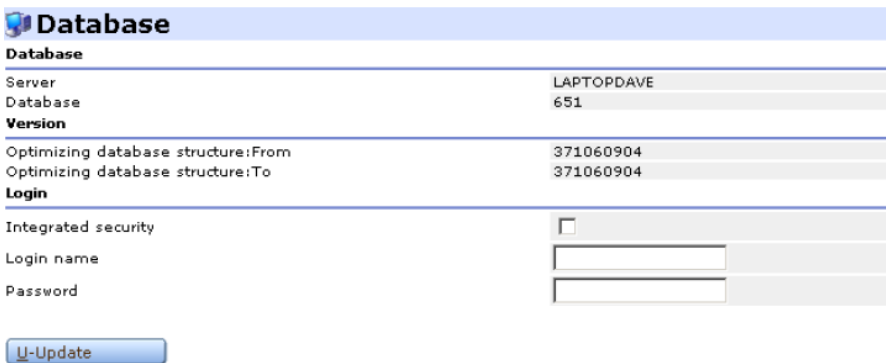 Database
Database
Server LAPTOPDAVE
Database 651
Version
Optimizing database structure:From 371060904
Optimizing database structure:To 371060904
Login
Integrated security
Login name
Password
U-Update